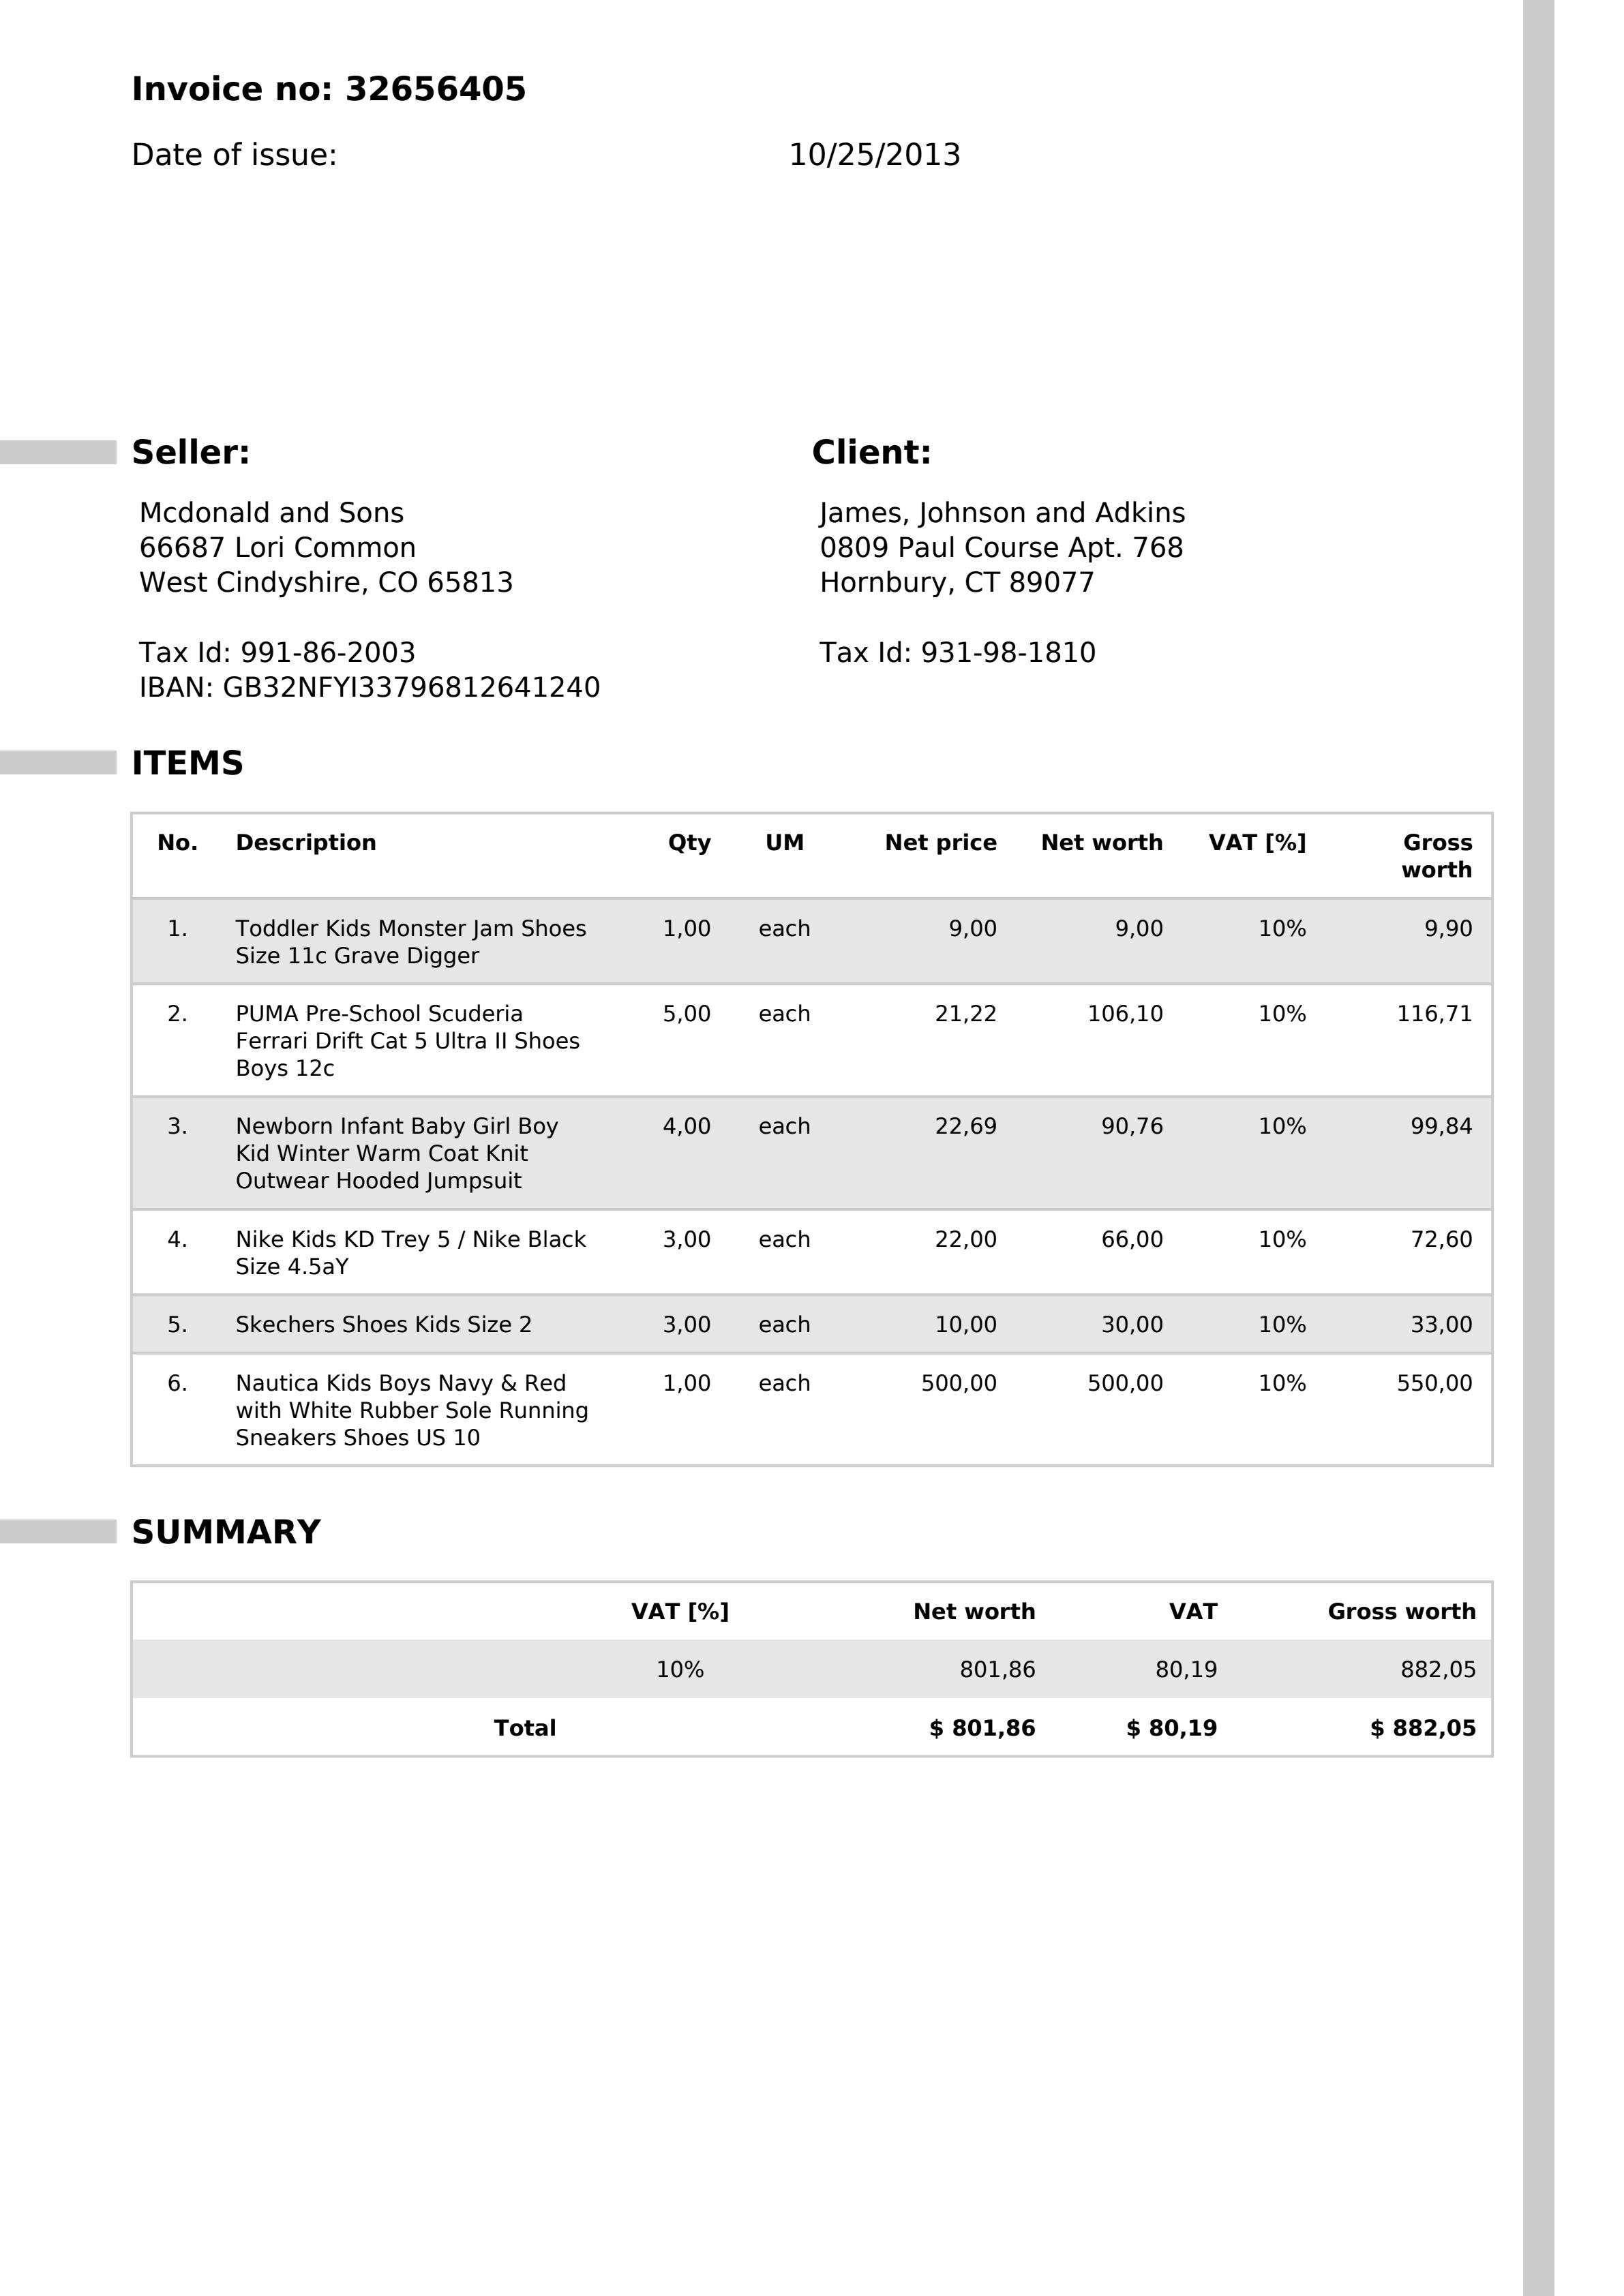 Invoice no: 32656405
Date of issue: 10/25/2013
Seller: Client:
Mcdonald and Sons James, Johnson and Adkins
66687 Lori Common 0809 Paul Course Apt. 768
West Cindyshire, CO 65813 Hornbury, CT 89077
Tax Id: 991-86-2003 Tax Id: 931-98-1810
IBAN: GB32NFYI33796812641240
ITEMS
No. Description Qty UM Net price Net worth VAT [%] Gross
worth
1. Toddler Kids Monster Jam Shoes 1,00 each 9,00 9,00 10% 9,90
Size 11c Grave Digger
2. PUMA Pre-School Scuderia 5,00 each 21,22 106,10 10% 116,71
Ferrari Drift Cat 5 Ultra II Shoes
Boys 12c
3. Newborn Infant Baby Girl Boy 4,00 each 22,69 90,76 10% 99,84
Kid Winter Warm Coat Knit
Outwear Hooded Jumpsuit
4. Nike Kids KD Trey 5 / Nike Black 3,00 each 22,00 66,00 10% 72,60
Size 4.5aY
5. Skechers Shoes Kids Size 2 3,00 each 10,00 30,00 10% 33,00
6. Nautica Kids Boys Navy & Red 1,00 each 500,00 500,00 10% 550,00
with White Rubber Sole Running
Sneakers Shoes US 10
SUMMARY
VAT [%] Net worth VAT Gross worth
10% 801,86 80,19 882,05
Total $ 801,86 $ 80,19 $ 882,05